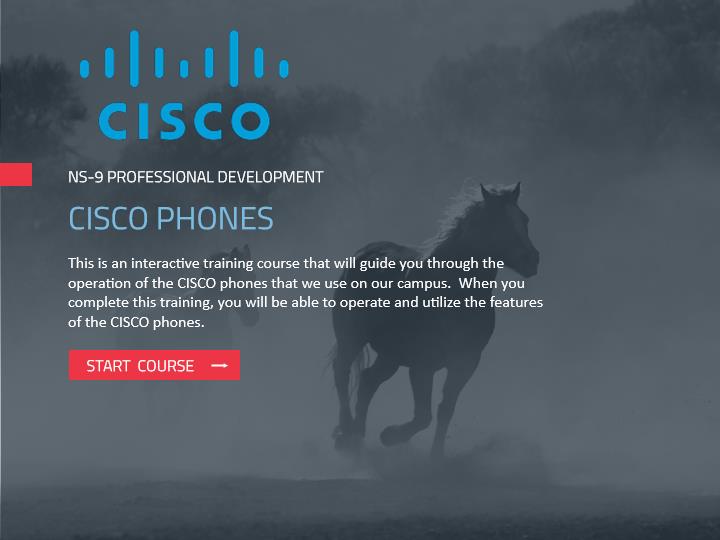 CISCO
NS-9 PROFESSIONAL DEVELOPMENT
CISCO PHONES
This is an interactive training course that will guide you through the
operation of the CISCO phones that we use on our campus.  When you
complete this training, you will be able to operate and utilize the features
of the CISCO phones.
START COURSE